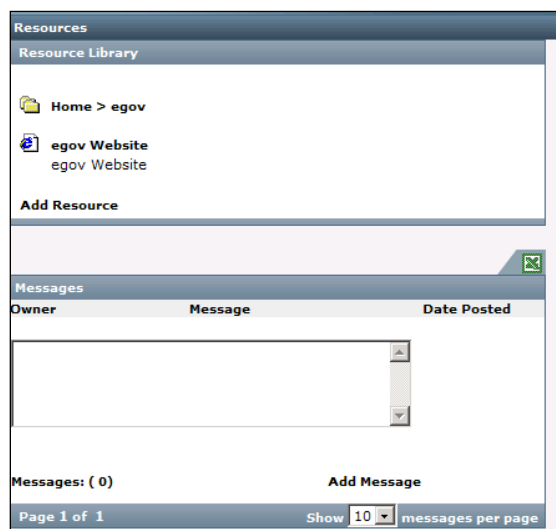 Resources
Resource Library
Home > egov
egov Website
egov Website
Add Resource
Messages
Owner Message Date Posted
Messages: ( 0) Add Message
Page 1 of 1 Show 10 messages per page